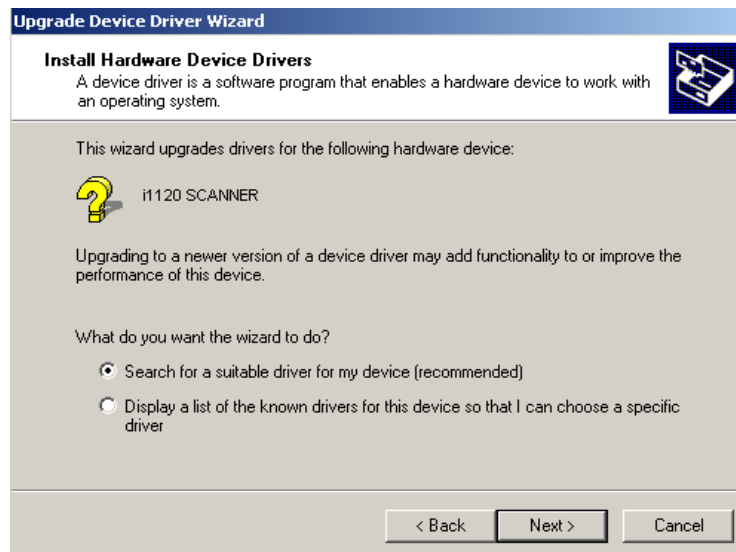 Upgrade Device Driver Wizard
Install Hardware Device Drivers
A device driver is a software program that enables a hardware device to work with
an operating system.
This wizard upgrades drivers for the following hardware device:
i1120 SCANNER
Upgrading to a newer version of a device driver may add functionality to or improve the
performance of this device.
What do you want the wizard to do?
Search for a suitable driver for my device (recommended)
Display a list of the known drivers for this device so that I can choose a specific
driver
< Back Next > Cancel